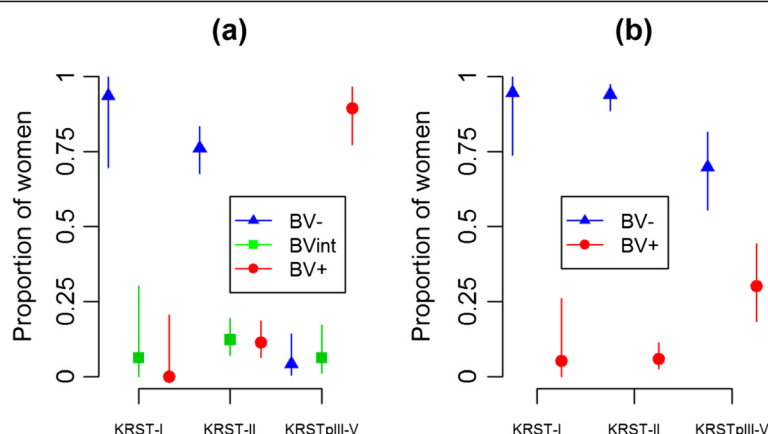 (a)
Proportion of women
1
0.75
0.5
0.25
0
BV-
BVint
BV+
KRST-I KRST-II KRSTpIII-V
(b)
Proportion of women
1
0.75
0.5
0.25
0
BV-
BV+
KRST-I KRST-II KRSTpIII-V